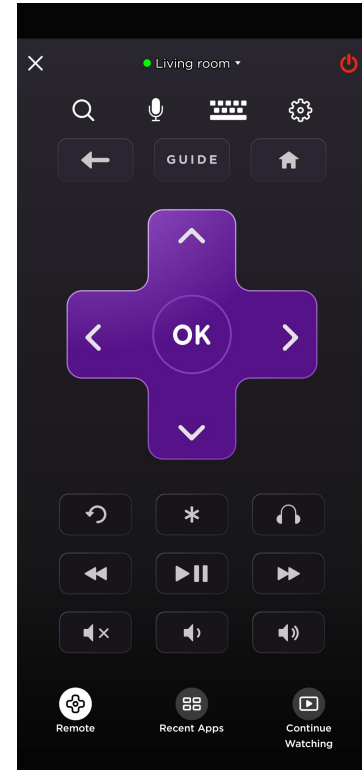 Living room
GUIDE
OK
Remote
Recent Apps
Continue
Watching